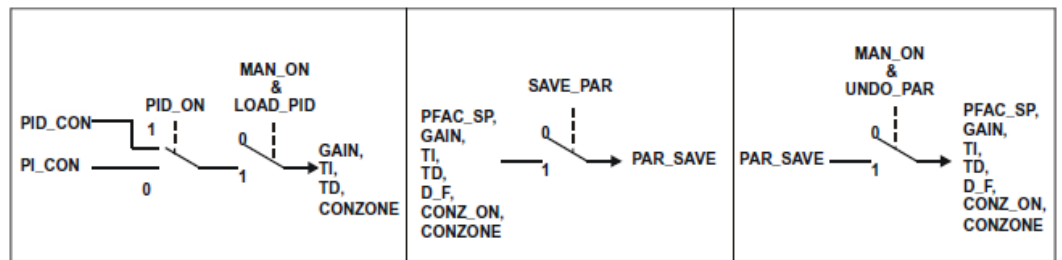 MAN_ON
&
LOAD_PID
PID_ON
PID_CON
1
0
PI_CON
1
0
GAIN,
TI,
TD,
CONZONE
SAVE_PAR
PFAC_SP,
GAIN,
TI,
TD,
D_F,
CONZ_ON,
CONZONE
0
1
PAR_SAVE
MAN_ON
&
UNDO_PAR
PAR_SAVE
0
1
PFAC_SP,
GAIN,
TI,
TD,
D_F,
CONZ_ON,
CONZONE